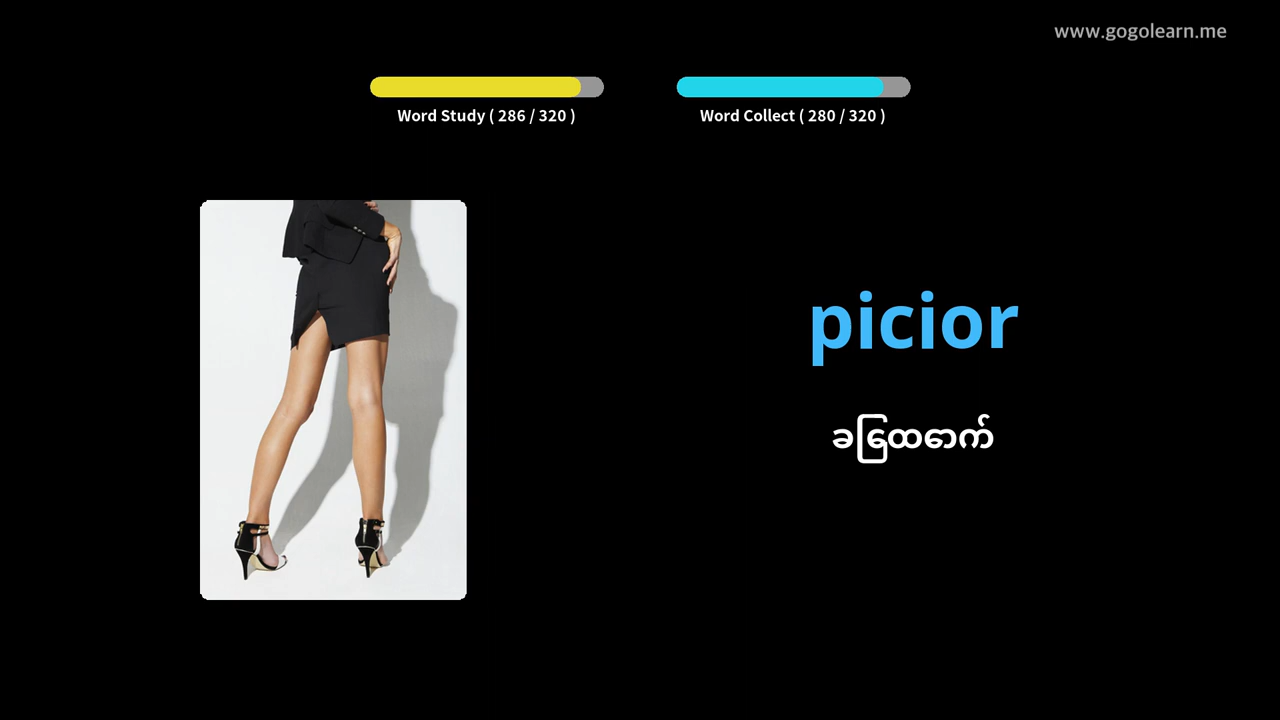 www.gogolearn.me
Word Study ( 286 / 320 )
Word Collect ( 280 / 320 )
picior
ခြေထောက်